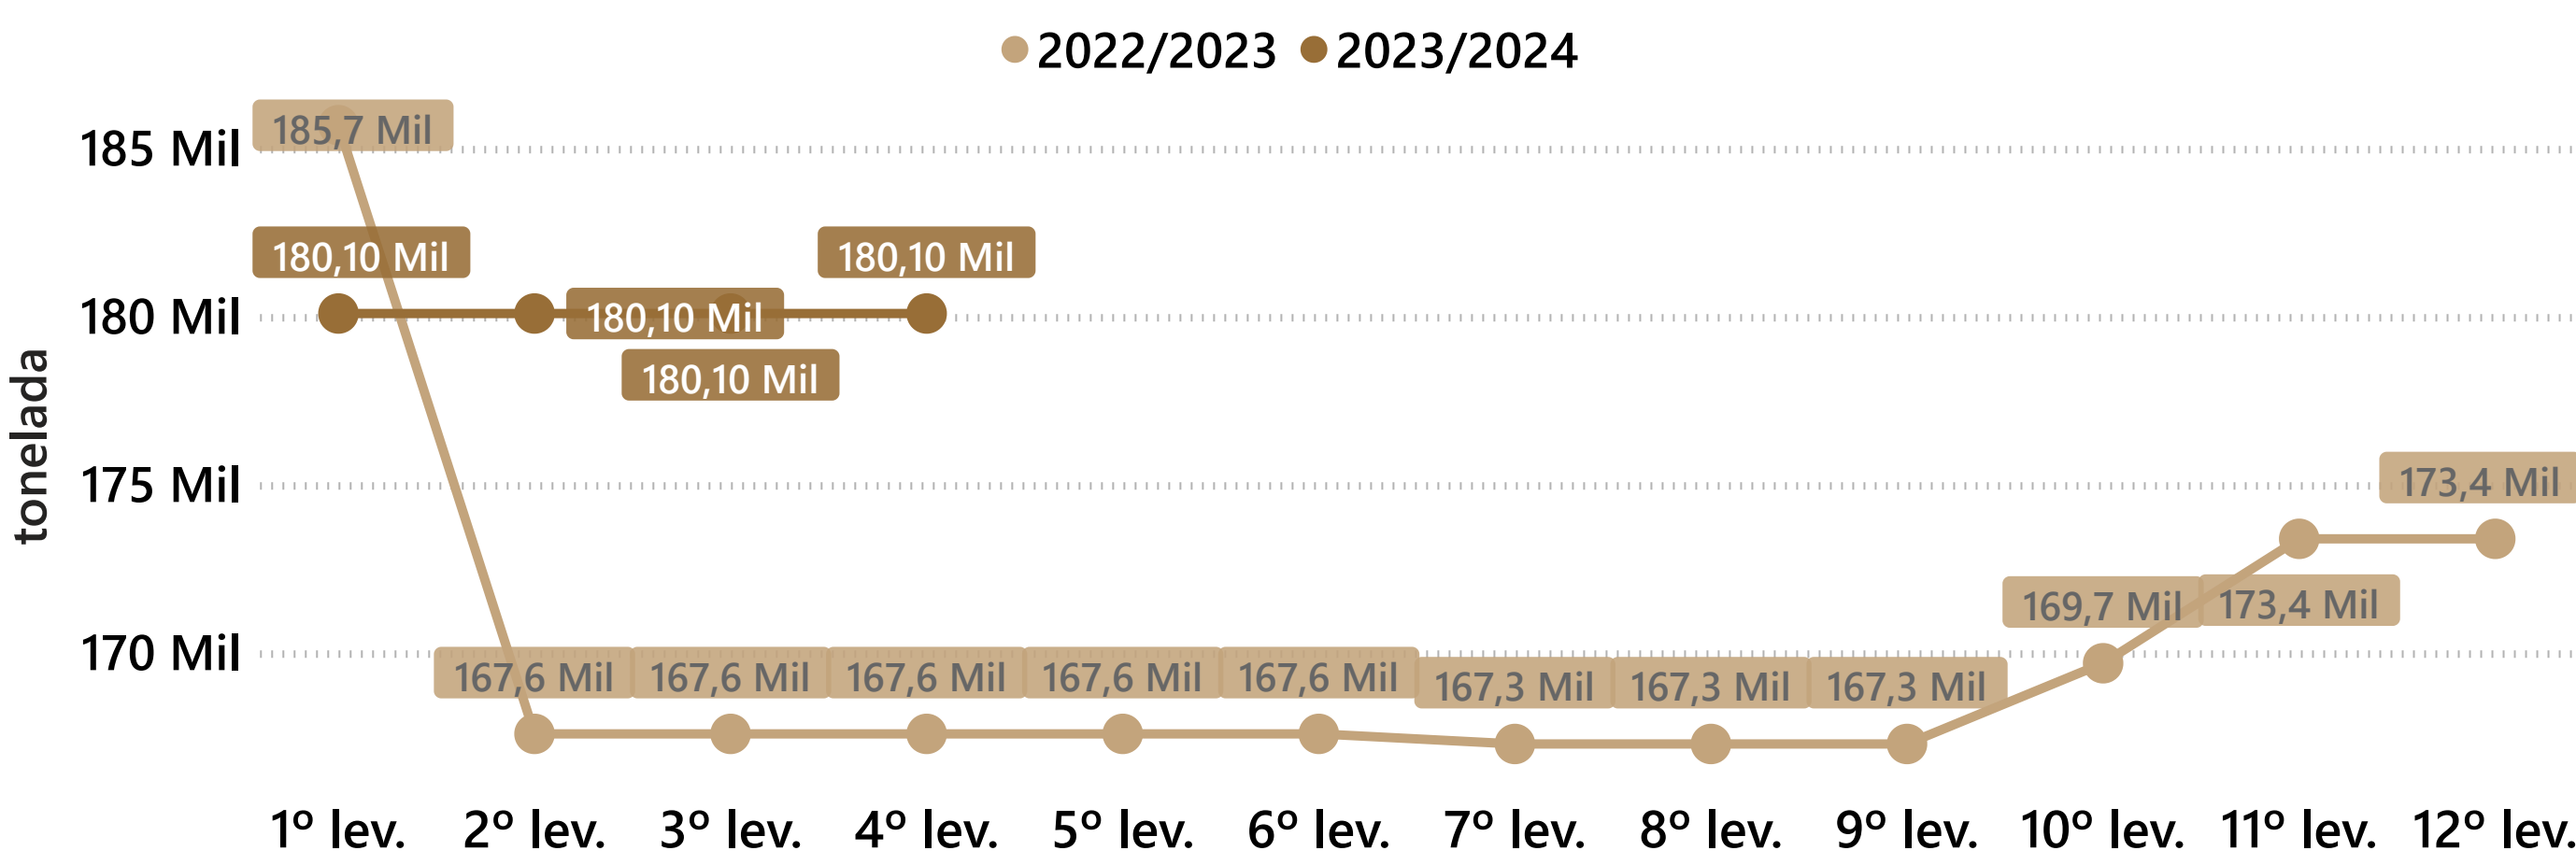 2022/2023 2023/2024
185 Mil
180 Mil
175 Mil
170 Mil
tonelada
185,7 Mil
180,10 Mil
180,10 Mil
180,10 Mil
180,10 Mil
167,6 Mil
167,6 Mil
167,6 Mil
167,6 Mil
167,6 Mil
167,3 Mil
167,3 Mil
167,3 Mil
169,7 Mil
173,4 Mil
173,4 Mil
1º lev. 2º lev. 3º lev. 4º lev. 5º lev. 6º lev. 7º lev. 8º lev. 9º lev. 10º lev. 11º lev. 12º lev.